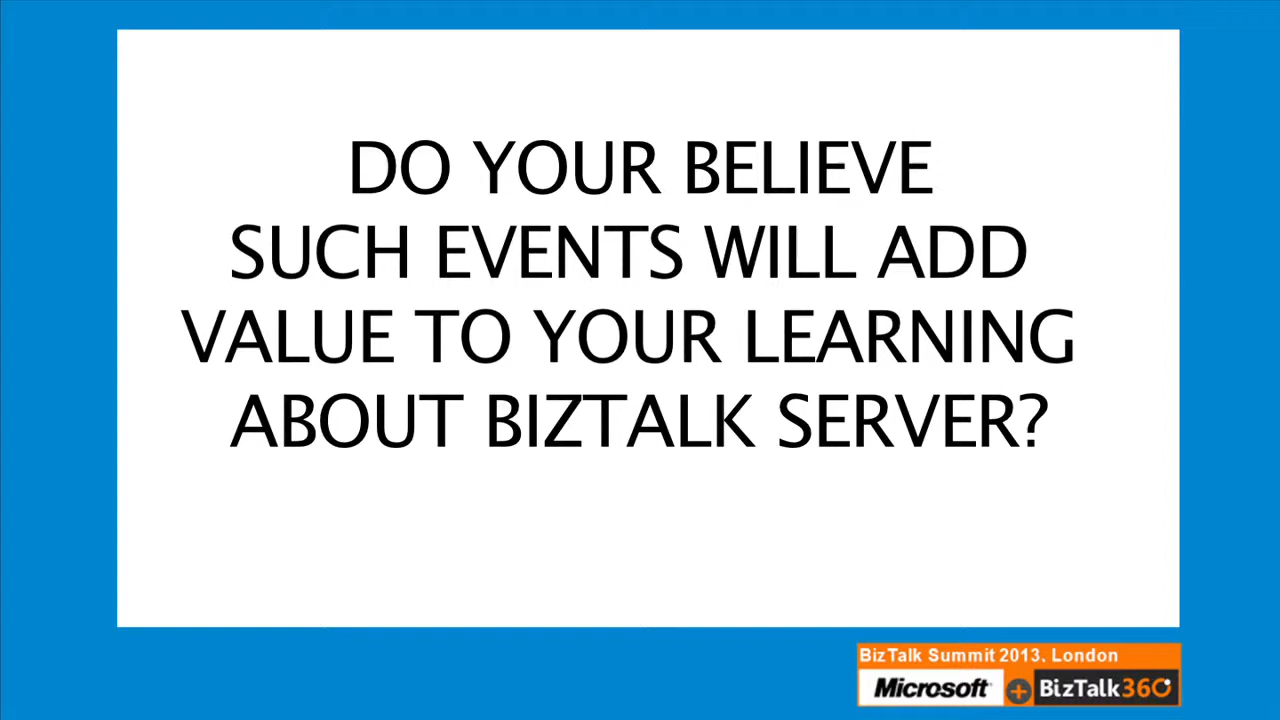 DO YOUR BELIEVE
SUCH EVENTS WILL ADD
VALUE TO YOUR LEARNING
ABOUT BIZTALK SERVER?
BizTalk Summit 2013, London
Microsoft + BizTalk360